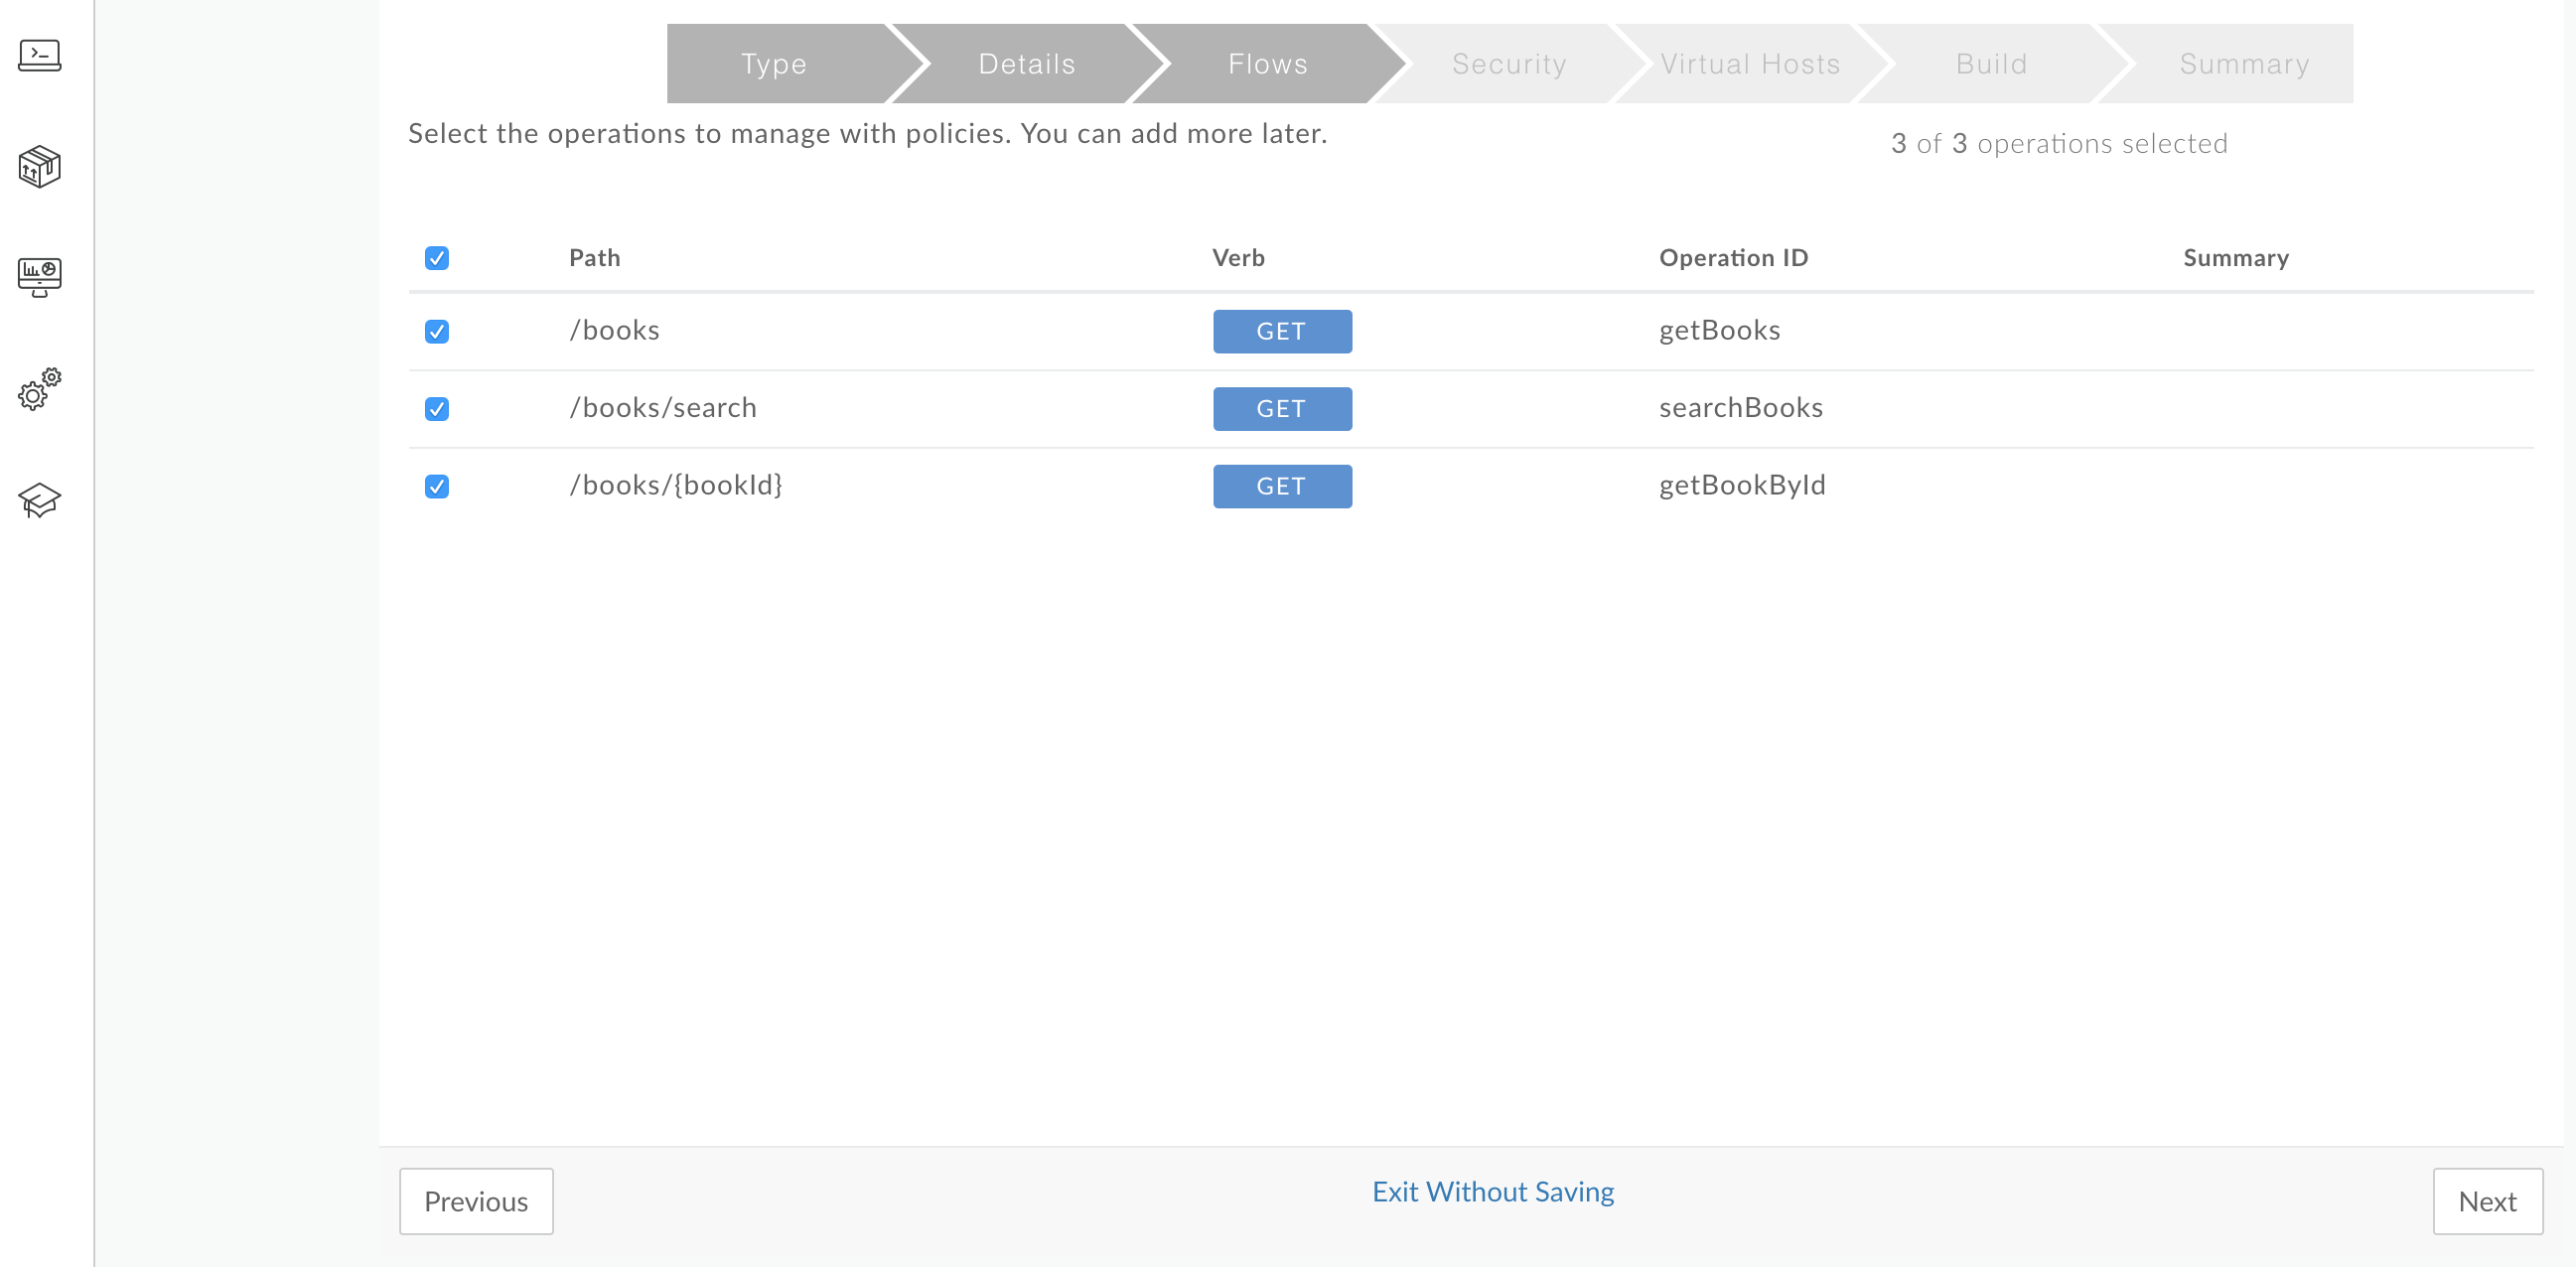 Type Details Flows Security Virtual Hosts Build Summary
Select the operations to manage with policies. You can add more later.
3 of 3 operations selected
Path Verb Operation ID Summary
/books GET getBooks
/books/search GET searchBooks
/books/{bookId} GET getBookById
Previous Exit Without Saving Next